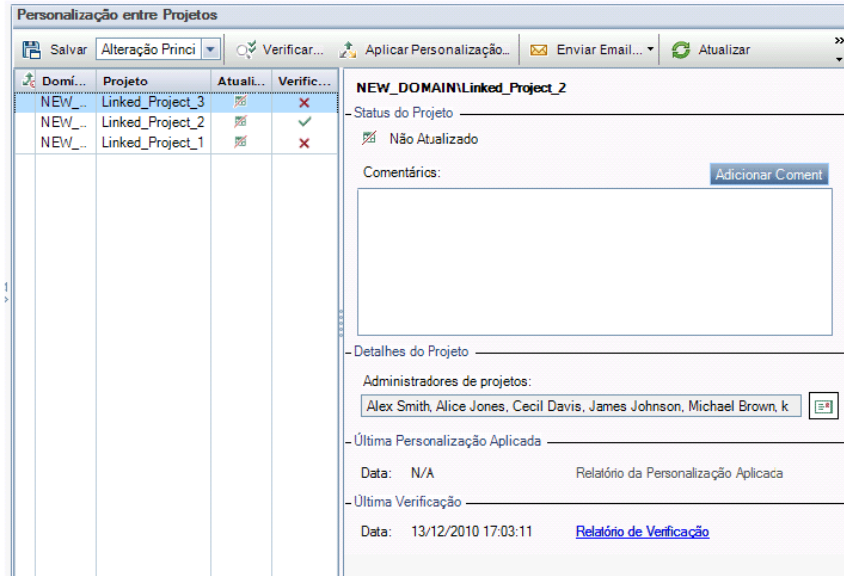 Personalização entre Projetos
Salvar Alteração Princi Verificar... Aplicar Personalização... Enviar Email... Atualizar
Domí... Projeto Atuali... Verific...
NEW_... Linked_Project_3
NEW_... Linked_Project_2
NEW_... Linked_Project_1
NEW_DOMAIN\Linked_Project_2
Status do Projeto
Não Atualizado
Comentários: Adicionar Coment
Detalhes do Projeto
Administradores de projetos:
Alex Smith, Alice Jones, Cecil Davis, James Johnson, Michael Brown, k
Última Personalização Aplicada
Data: N/A Relatório da Personalização Aplicaca
Última Verificação
Data: 13/12/2010 17:03:11 Relatório de Verificação